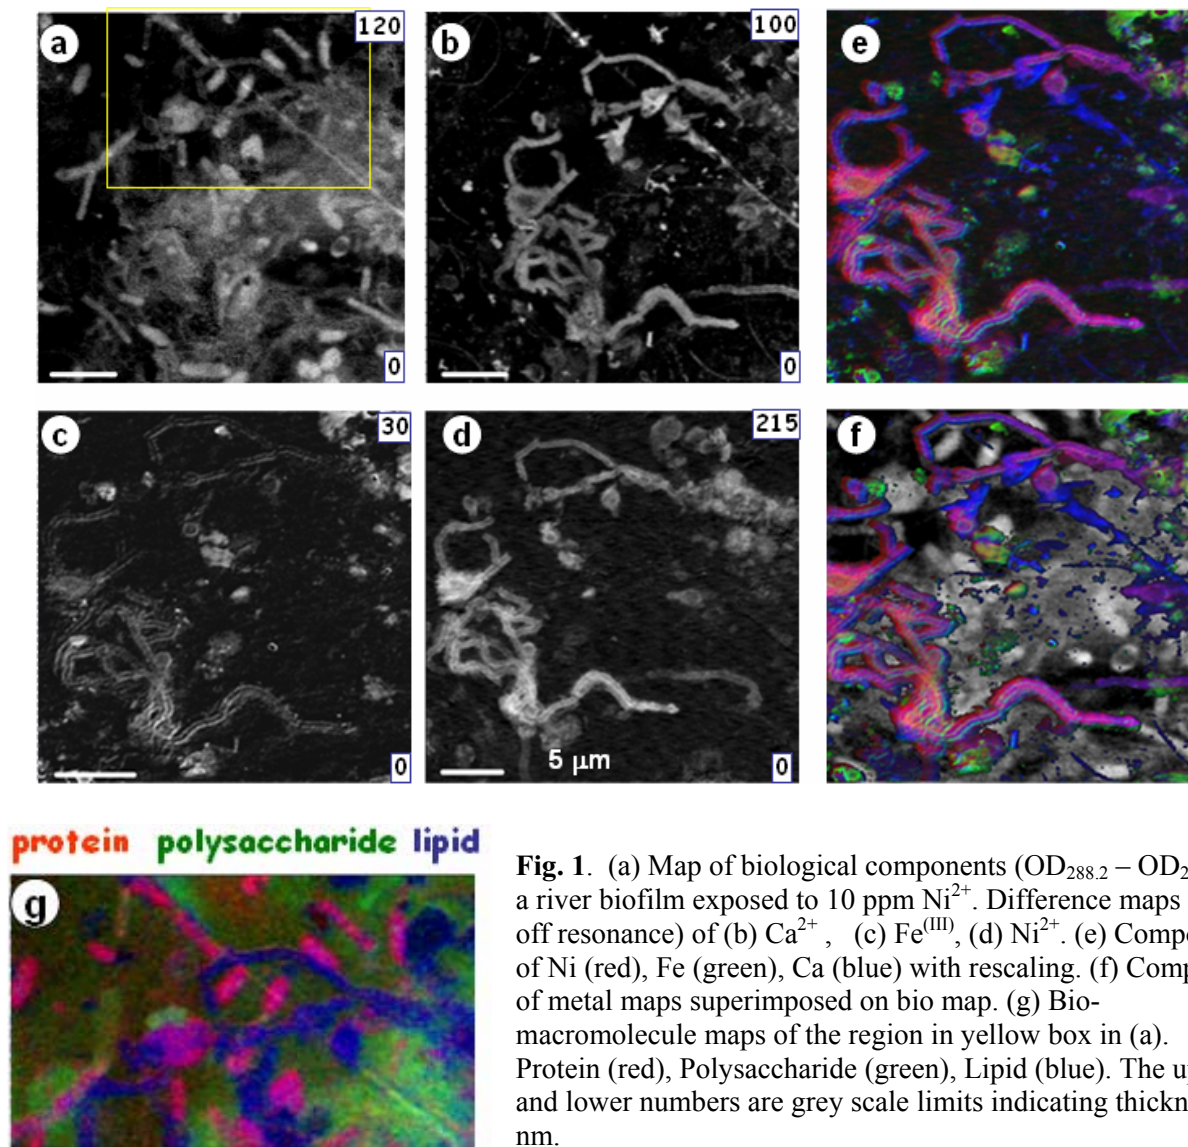 a
120
0
b
100
0
e
c
30
0
d
215
5 μm
0
f
protein polysaccharide lipid
g
Fig. 1. (a) Map of biological components (OD288.2 – OD2
a river biofilm exposed to 10 ppm Ni2+. Difference maps
off resonance) of (b) Ca2+ , (c) Fe(III), (d) Ni2+. (e) Compo
of Ni (red), Fe (green), Ca (blue) with rescaling. (f) Comp
of metal maps superimposed on bio map. (g) Bio-
macromolecule maps of the region in yellow box in (a).
Protein (red), Polysaccharide (green), Lipid (blue). The u
and lower numbers are grey scale limits indicating thickn
nm.